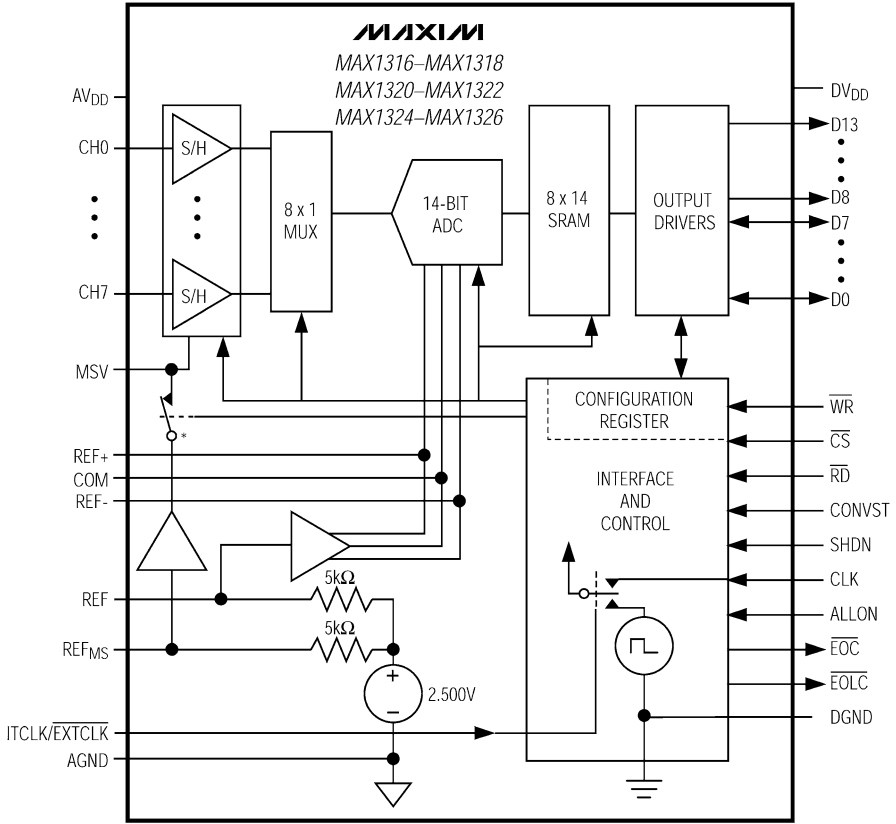 MAXIM
MAX1316–MAX1318
MAX1320–MAX1322
MAX1324–MAX1326
AVDD
DVDD
CH0
S/H
8 x 1
MUX
14-BIT
ADC
8 x 14
SRAM
OUTPUT
DRIVERS
D13
D8
D7
D0
CH7
S/H
MSV
*
REF+
COM
REF-
CONFIGURATION
REGISTER
INTERFACE
AND
CONTROL
WR
CS
RD
CONVST
SHDN
CLK
ALLON
EOC
EOLC
DGND
REF
5kΩ
REFMS
5kΩ
+
2.500V
−
ITCLK/EXTCLK
AGND